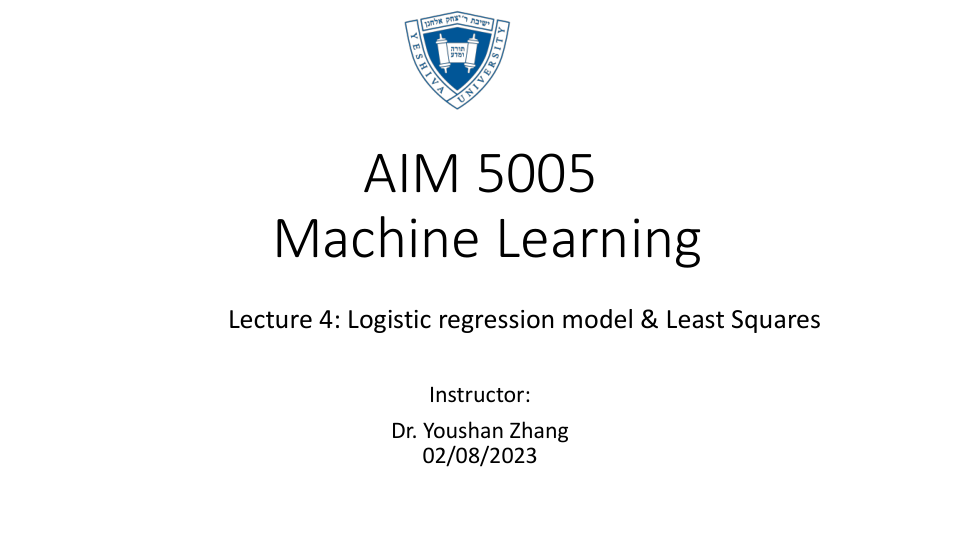 ישיבת ר' יצחק אלחנן
YESHIVA UNIVERSITY
תורה
ומדע
AIM 5005
Machine Learning
Lecture 4: Logistic regression model & Least Squares
Instructor:
Dr. Youshan Zhang
02/08/2023